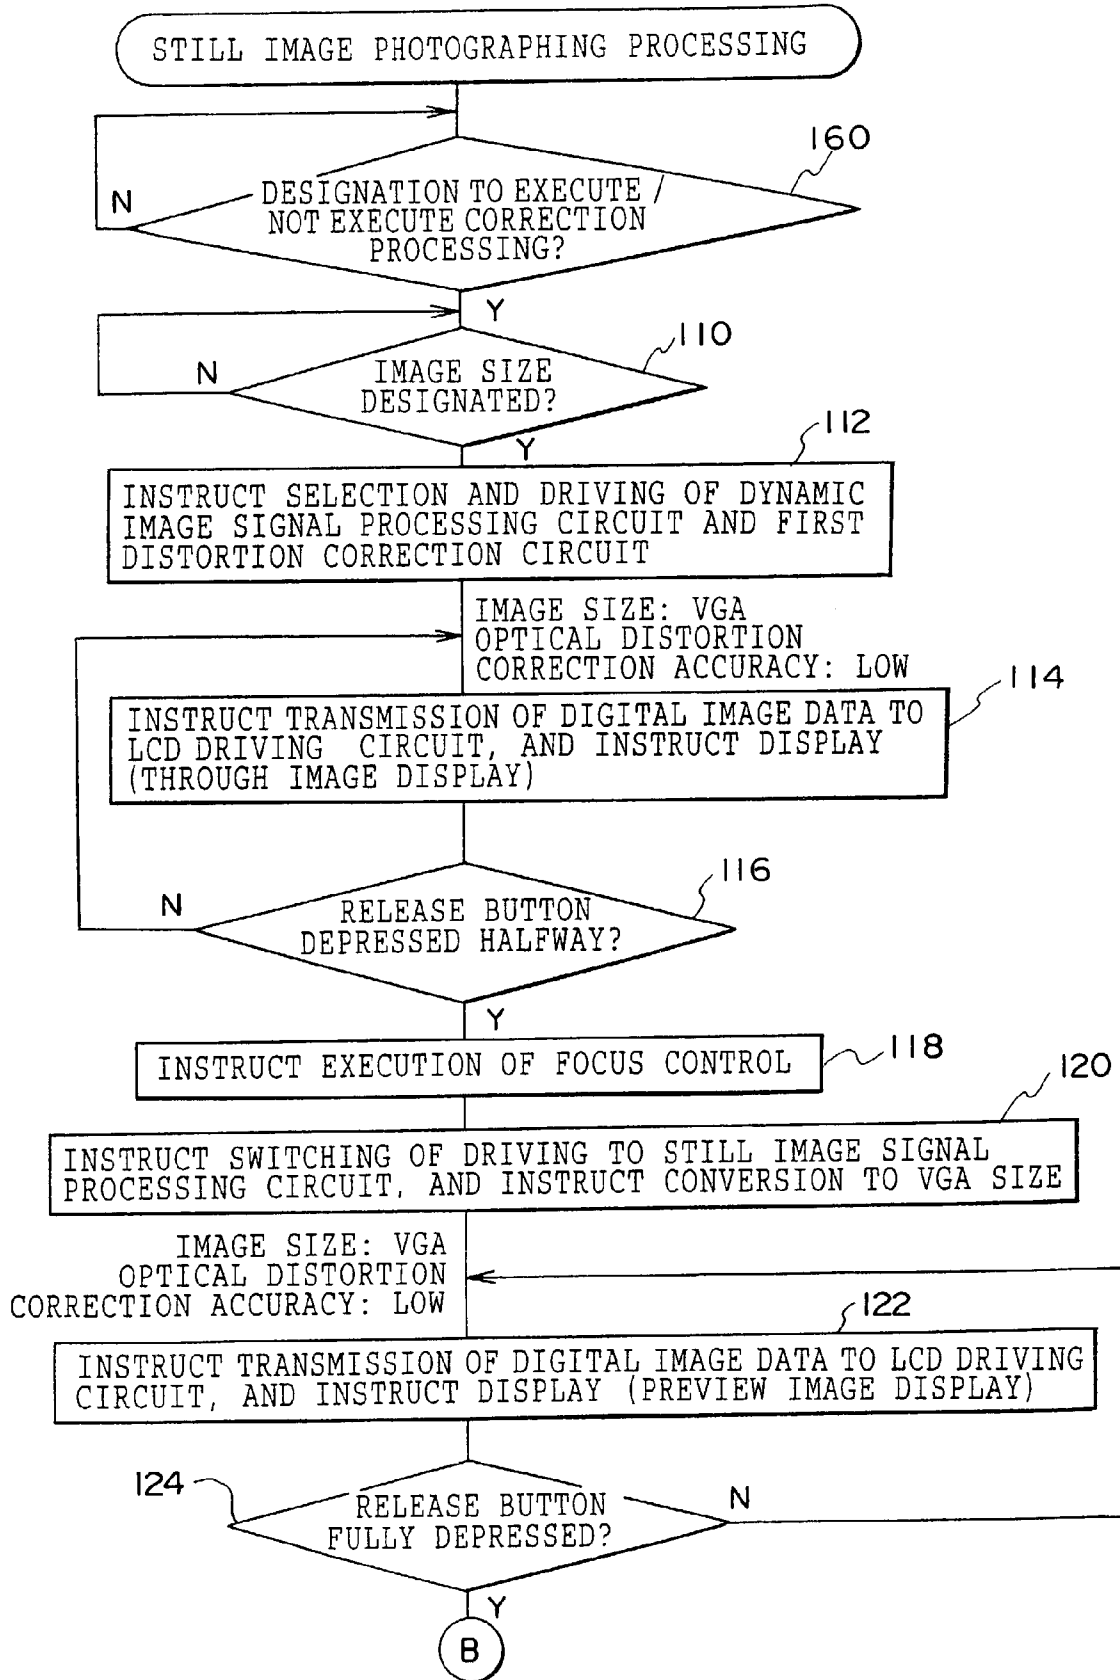 STILL IMAGE PHOTOGRAPHING PROCESSING
160
N
DESIGNATION TO EXECUTE /
NOT EXECUTE CORRECTION
PROCESSING?
Y
110
N
IMAGE SIZE
DESIGNATED?
Y
112
INSTRUCT SELECTION AND DRIVING OF DYNAMIC
IMAGE SIGNAL PROCESSING CIRCUIT AND FIRST
DISTORTION CORRECTION CIRCUIT
IMAGE SIZE: VGA
OPTICAL DISTORTION
CORRECTION ACCURACY: LOW
114
INSTRUCT TRANSMISSION OF DIGITAL IMAGE DATA TO
LCD DRIVING CIRCUIT, AND INSTRUCT DISPLAY
(THROUGH IMAGE DISPLAY)
116
N
RELEASE BUTTON
DEPRESSED HALFWAY?
Y
INSTRUCT EXECUTION OF FOCUS CONTROL
118
120
INSTRUCT SWITCHING OF DRIVING TO STILL IMAGE SIGNAL
PROCESSING CIRCUIT, AND INSTRUCT CONVERSION TO VGA SIZE
IMAGE SIZE: VGA
OPTICAL DISTORTION
CORRECTION ACCURACY: LOW
122
INSTRUCT TRANSMISSION OF DIGITAL IMAGE DATA TO LCD DRIVING
CIRCUIT, AND INSTRUCT DISPLAY (PREVIEW IMAGE DISPLAY)
124
RELEASE BUTTON
FULLY DEPRESSED?
N
Y
B